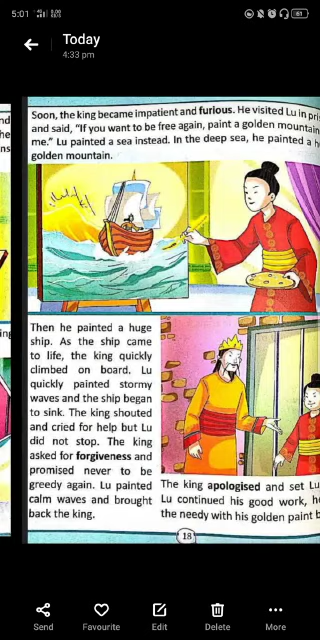 5:01
Today
4:33 pm
Soon, the king became impatient and furious. He visited Lu in
and said, "If you want to be free again, paint a golden mountain
me." Lu painted a sea instead. In the deep sea, he painted a
golden mountain.
Then he painted a huge
ship. As the ship came
to life, the king quickly
climbed on board. Lu
quickly painted stormy
waves and the ship began
to sink. The king shouted
and cried for help but Lu
did not stop. The king
asked for forgiveness and
promised never to be
greedy again. Lu painted
calm waves and brought
back the king.
The king apologised and set Lu
Lu continued his good work,
the needy with his golden paint
18
Send
Favourite
Edit
Delete
More